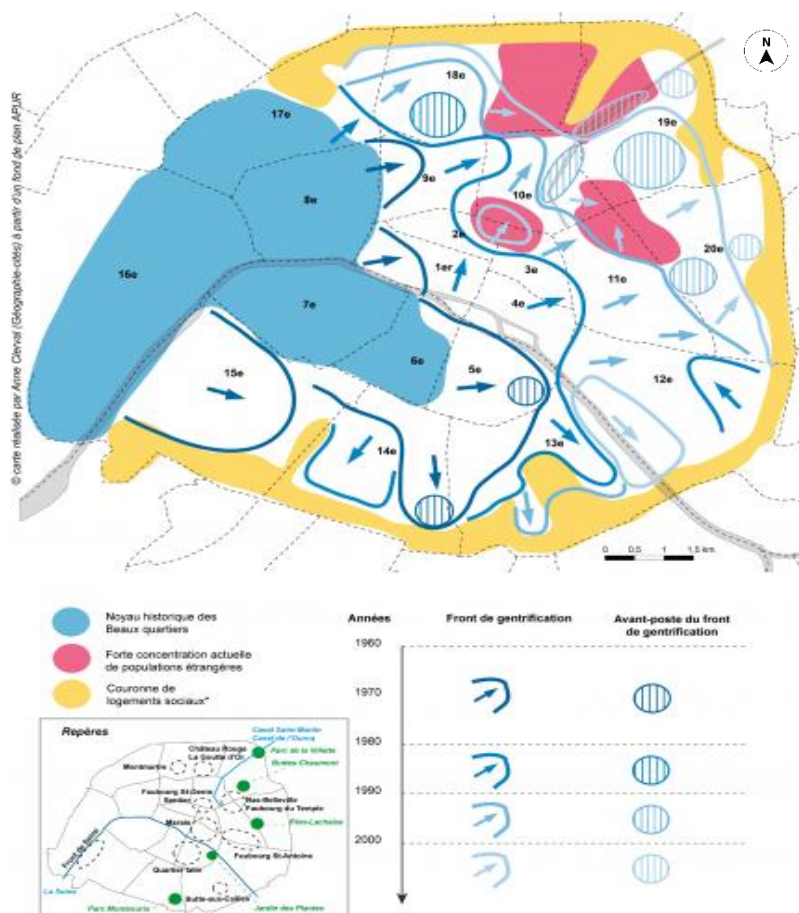 N
18e
17e
19e
9e
10e
8e
2e
20e
16e
1er
3e
11e
7e
4e
6e
5e
15e
12e
14e
13e
0 0,5 1 1,5 km
© carte réalisée par Anne Clerval (Géographie-cités) à partir d'un fond de plan APUR
Noyau historique des
Beaux quartiers
Forte concentration actuelle
de populations étrangères
Couronne de
logements sociaux*
Années
Front de gentrification
Avant-poste du front
de gentrification
1960
1970
1980
1990
2000
Repères
Canal Saint-Martin
Canal de l'Ourcq
Château Rouge
La Goutte d'Or
Parc de la Villette
Montmartre
Buttes-Chaumont
Faubourg St-Denis
Sentier
Bas-Belleville
Faubourg du Temple
Marais
Père-Lachaise
Front de Seine
Faubourg St-Antoine
Quartier latin
La Seine
Butte-aux-Cailles
Parc Montsouris
Jardin des Plantes